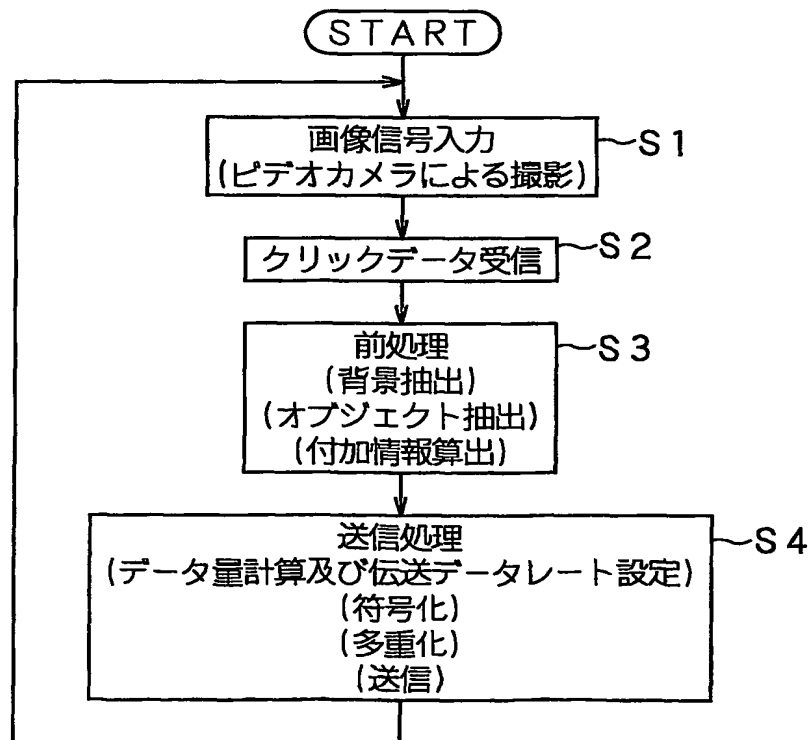 START
画像信号入力
(ビデオカメラによる撮影)
S1
クリックデータ受信
S2
前処理
(背景抽出)
(オブジェクト抽出)
(付加情報算出)
S3
送信処理
(データ量計算及び伝送データレート設定)
(符号化)
(多重化)
(送信)
S4